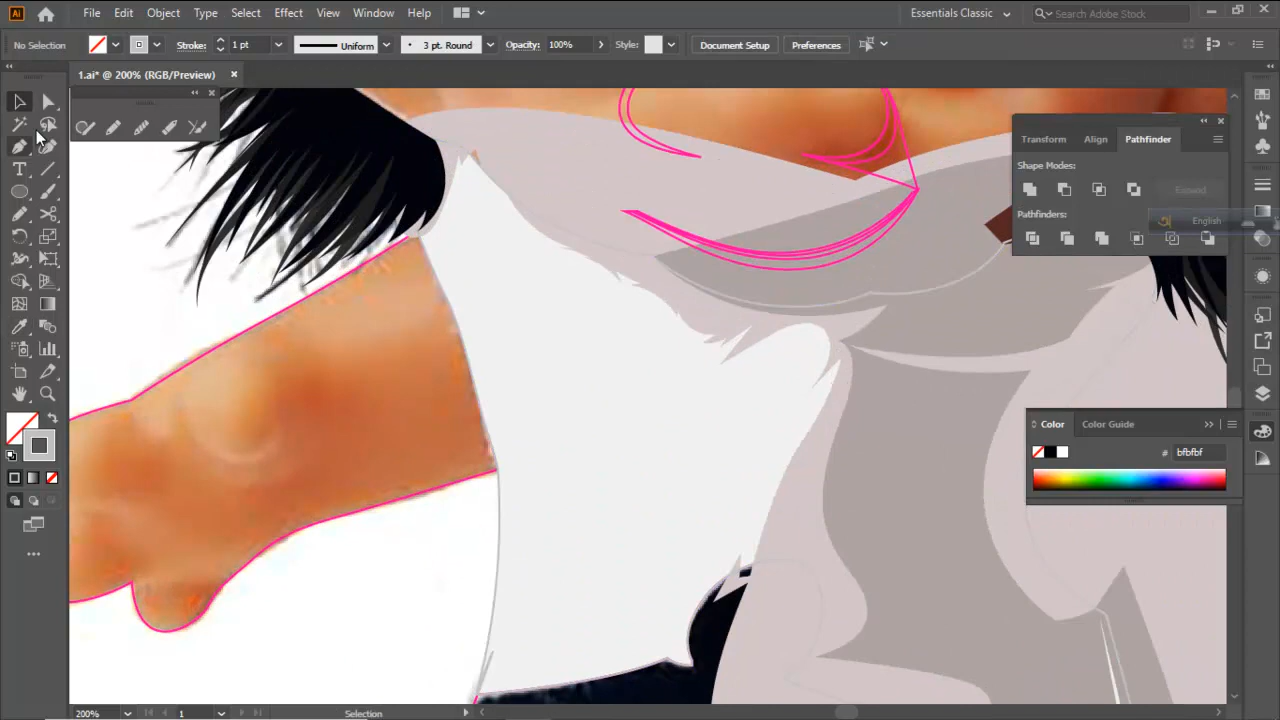 Ai File Edit Object Type Select Effect View Window Help Essentials Classic Search Adobe Stock
No Selection Stroke: 1 pt Uniform 3 pt. Round Opacity: 100% Style: Document Setup Preferences
1.ai* @ 200% (RGB/Preview)
Transform Align Pathfinder
Shape Modes:
Expand
Pathfinders:
English
Color Color Guide
# bfbfbf
200% 1 Selection